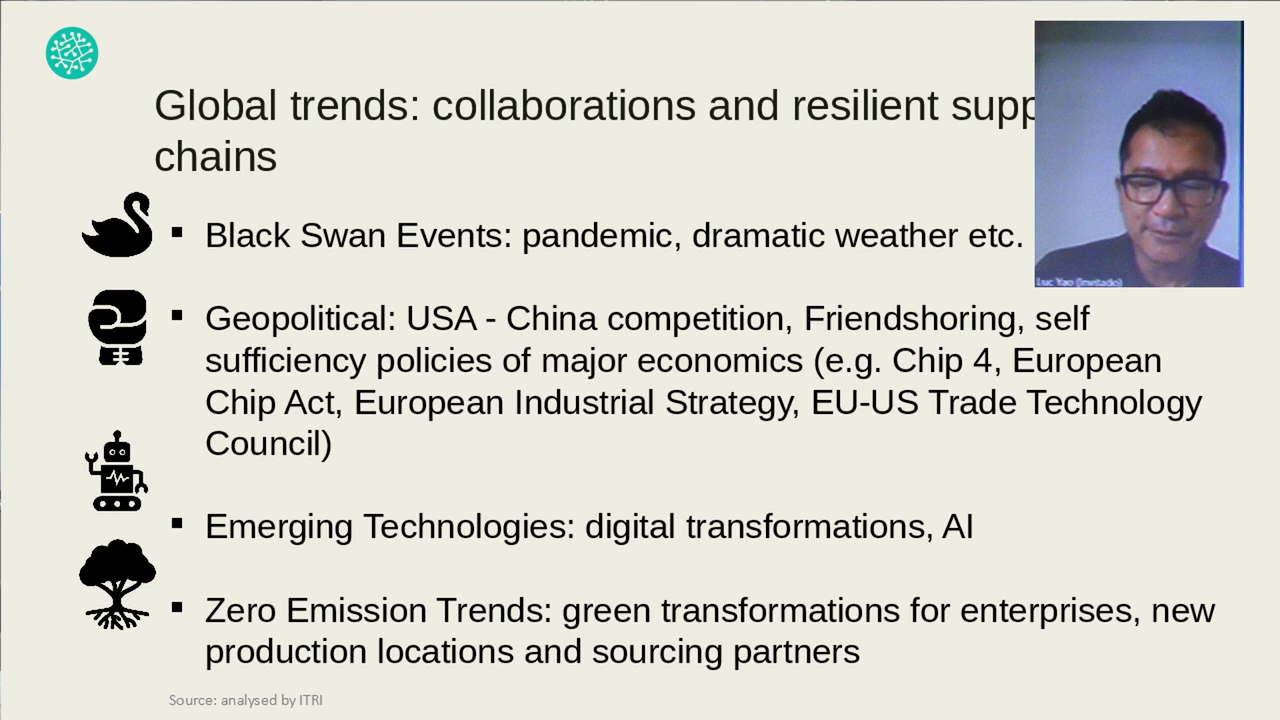 Global trends: collaborations and resilient supp
chains
▪ Black Swan Events: pandemic, dramatic weather etc.
Luc Yao (Invitado)
▪ Geopolitical: USA - China competition, Friendshoring, self
sufficiency policies of major economics (e.g. Chip 4, European
Chip Act, European Industrial Strategy, EU-US Trade Technology
Council)
▪ Emerging Technologies: digital transformations, AI
▪ Zero Emission Trends: green transformations for enterprises, new
production locations and sourcing partners
Source: analysed by ITRI